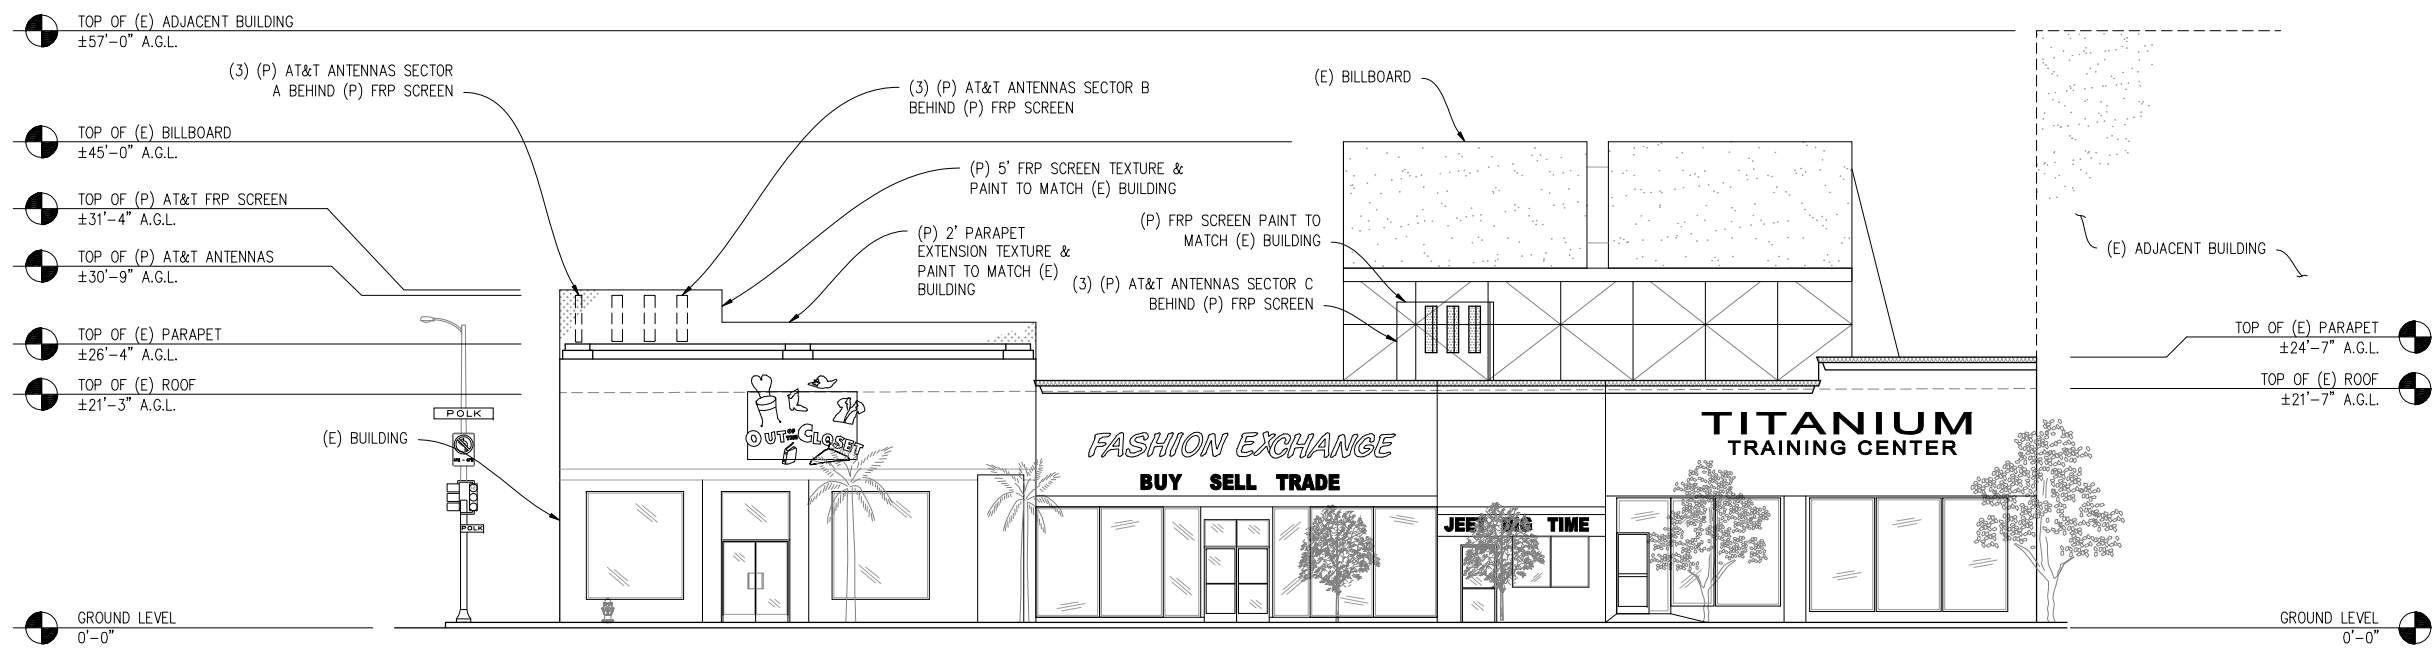 TOP OF (E) ADJACENT BUILDING
±57'-0" A.G.L.
(3) (P) AT&T ANTENNAS SECTOR
A BEHIND (P) FRP SCREEN
(3) (P) AT&T ANTENNAS SECTOR B
BEHIND (P) FRP SCREEN
(E) BILLBOARD
TOP OF (E) BILLBOARD
±45'-0" A.G.L.
(P) 5' FRP SCREEN TEXTURE &
PAINT TO MATCH (E) BUILDING
TOP OF (P) AT&T FRP SCREEN
±31'-4" A.G.L.
(P) 2' PARAPET
EXTENSION TEXTURE &
PAINT TO MATCH (E)
BUILDING
(P) FRP SCREEN PAINT TO
MATCH (E) BUILDING
(E) ADJACENT BUILDING
TOP OF (P) AT&T ANTENNAS
±30'-9" A.G.L.
(3) (P) AT&T ANTENNAS SECTOR C
BEHIND (P) FRP SCREEN
TOP OF (E) PARAPET
±26'-4" A.G.L.
TOP OF (E) PARAPET
±24'-7" A.G.L.
TOP OF (E) ROOF
±21'-3" A.G.L.
TOP OF (E) ROOF
±21'-7" A.G.L.
POLK
(E) BUILDING
OUT OF THE CLOSET
FASHION EXCHANGE
BUY SELL TRADE
TITANIUM
TRAINING CENTER
POLK
TIME
GROUND LEVEL
0'-0"
GROUND LEVEL
0'-0"